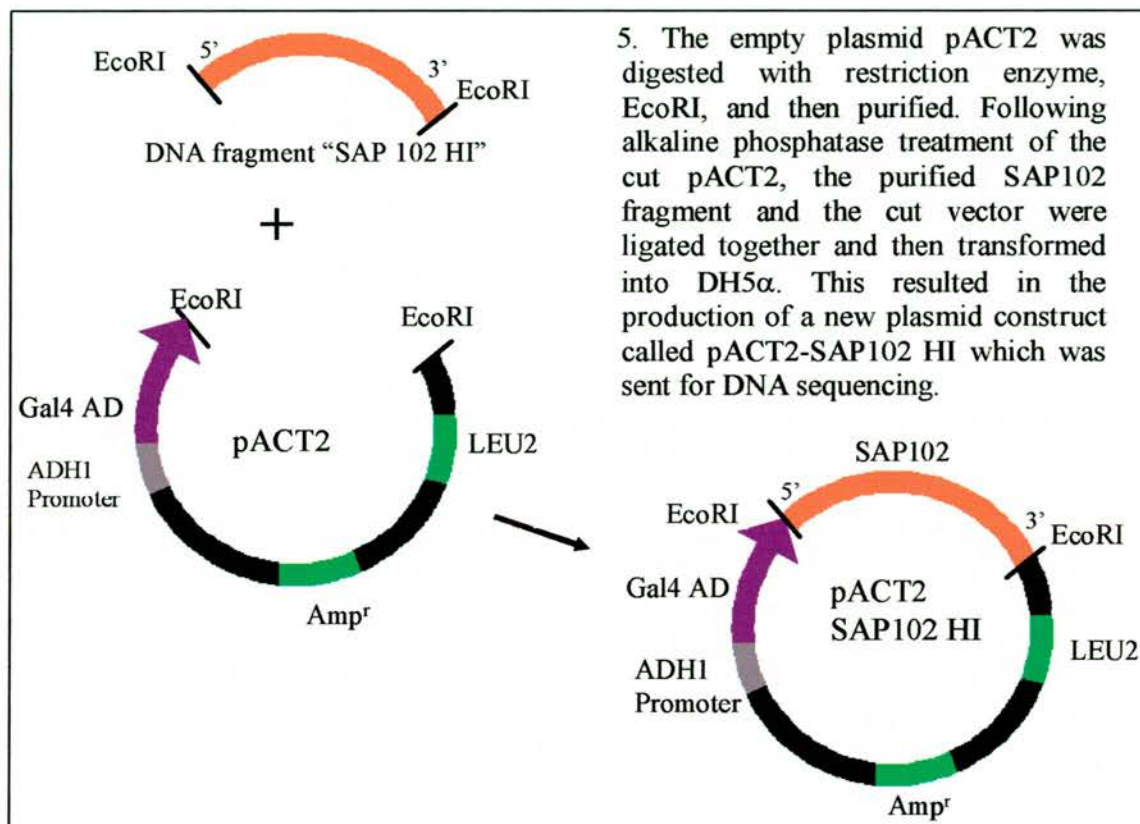 EcoRI
5’
3’
EcoRI
DNA fragment “SAP 102 HI”
+
5. The empty plasmid pACT2 was
digested with restriction enzyme,
EcoRI, and then purified. Following
alkaline phosphatase treatment of the
cut pACT2, the purified SAP102
fragment and the cut vector were
ligated together and then transformed
into DH5α. This resulted in the
production of a new plasmid construct
called pACT2-SAP102 HI which was
sent for DNA sequencing.
EcoRI
EcoRI
Gal4 AD
pACT2
LEU2
ADH1
Promoter
Ampʳ
SAP102
EcoRI
5’
3’
EcoRI
Gal4 AD
pACT2
SAP102 HI
LEU2
ADH1
Promoter
Ampʳ